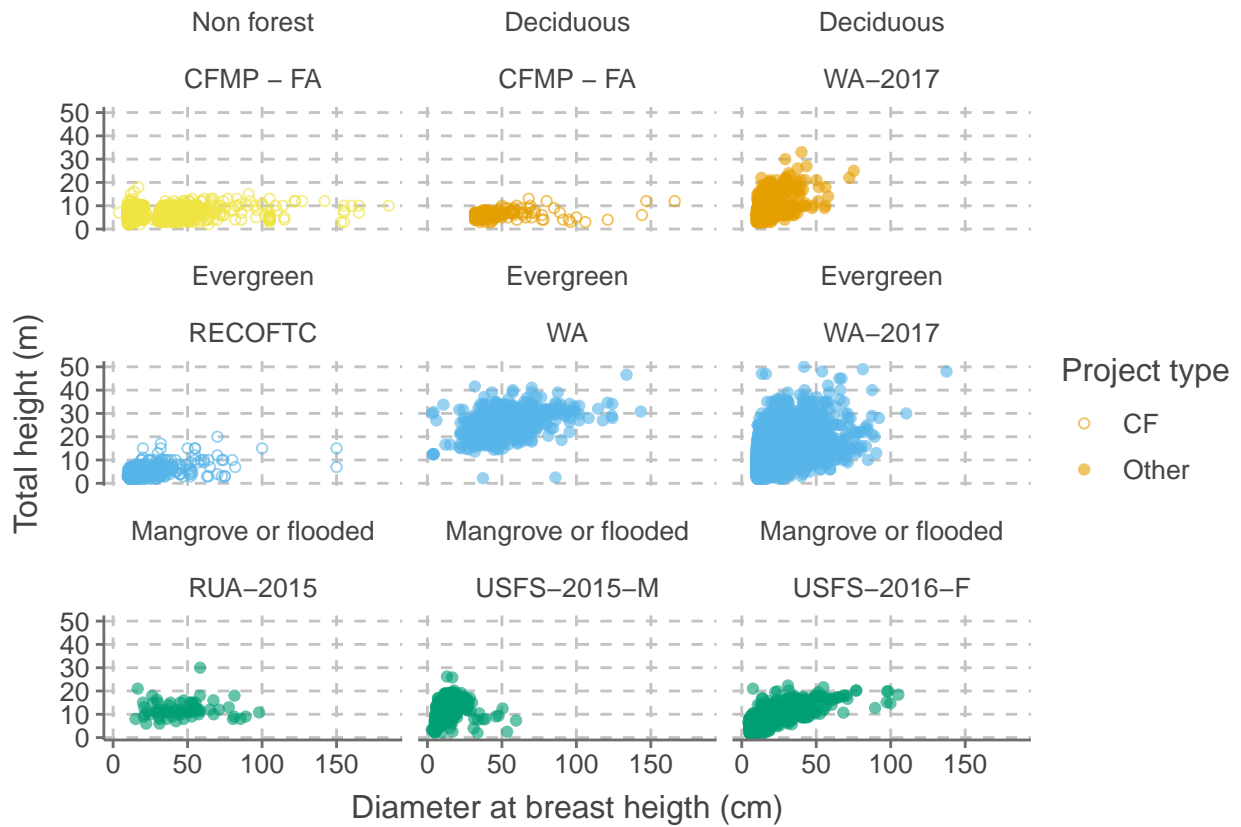 Non forest Deciduous Deciduous
CFMP − FA CFMP − FA WA−2017
50
40
30
20
10
0
Evergreen Evergreen Evergreen
RECOFTC WA WA−2017
50
40
30
20
10
0
Mangrove or flooded Mangrove or flooded Mangrove or flooded
RUA−2015 USFS−2015−M USFS−2016−F
50
40
30
20
10
0
0 50 100 150 0 50 100 150 0 50 100 150
Diameter at breast heigth (cm)
Total height (m)
Project type
CF
Other